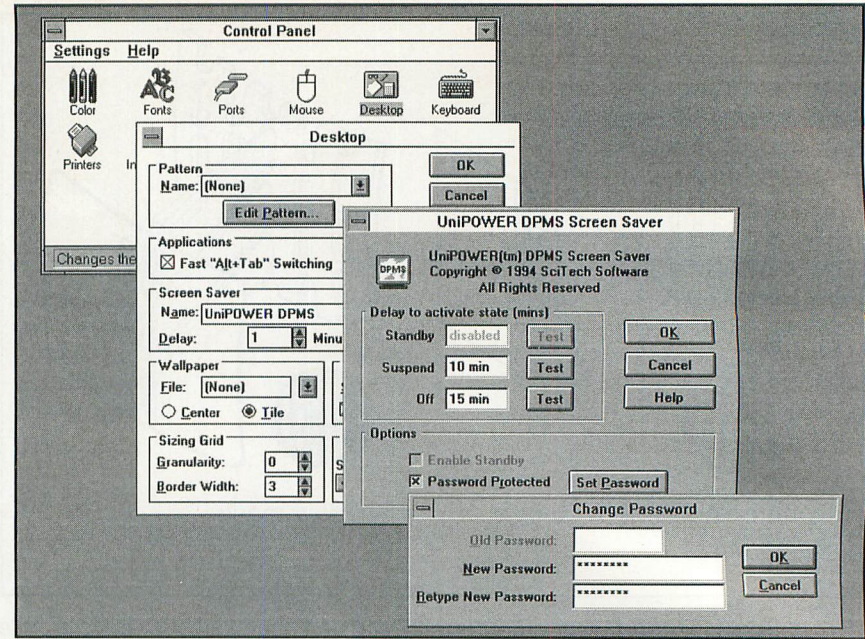 Control Panel
Settings Help
Color Fonts Ports Mouse Desktop Keyboard
Printers In
Changes the
Desktop
Pattern
Name: (None)
Edit Pattern...
OK
Cancel
Applications
Fast "Alt+Tab" Switching
Screen Saver
Name: UniPOWER DPMS
Delay: 1 Minu
Wallpaper
File: (None)
Center Tile
Sizing Grid
Granularity: 0
Border Width: 3
S
UniPOWER DPMS Screen Saver
DPMS
UniPOWER(tm) DPMS Screen Saver
Copyright © 1994 SciTech Software
All Rights Reserved
Delay to activate state (mins)
Standby disabled Test
Suspend 10 min Test
Off 15 min Test
OK
Cancel
Help
Options
Enable Standby
Password Protected Set Password
Change Password
Old Password:
New Password: ********
Retype New Password: ********
OK
Cancel